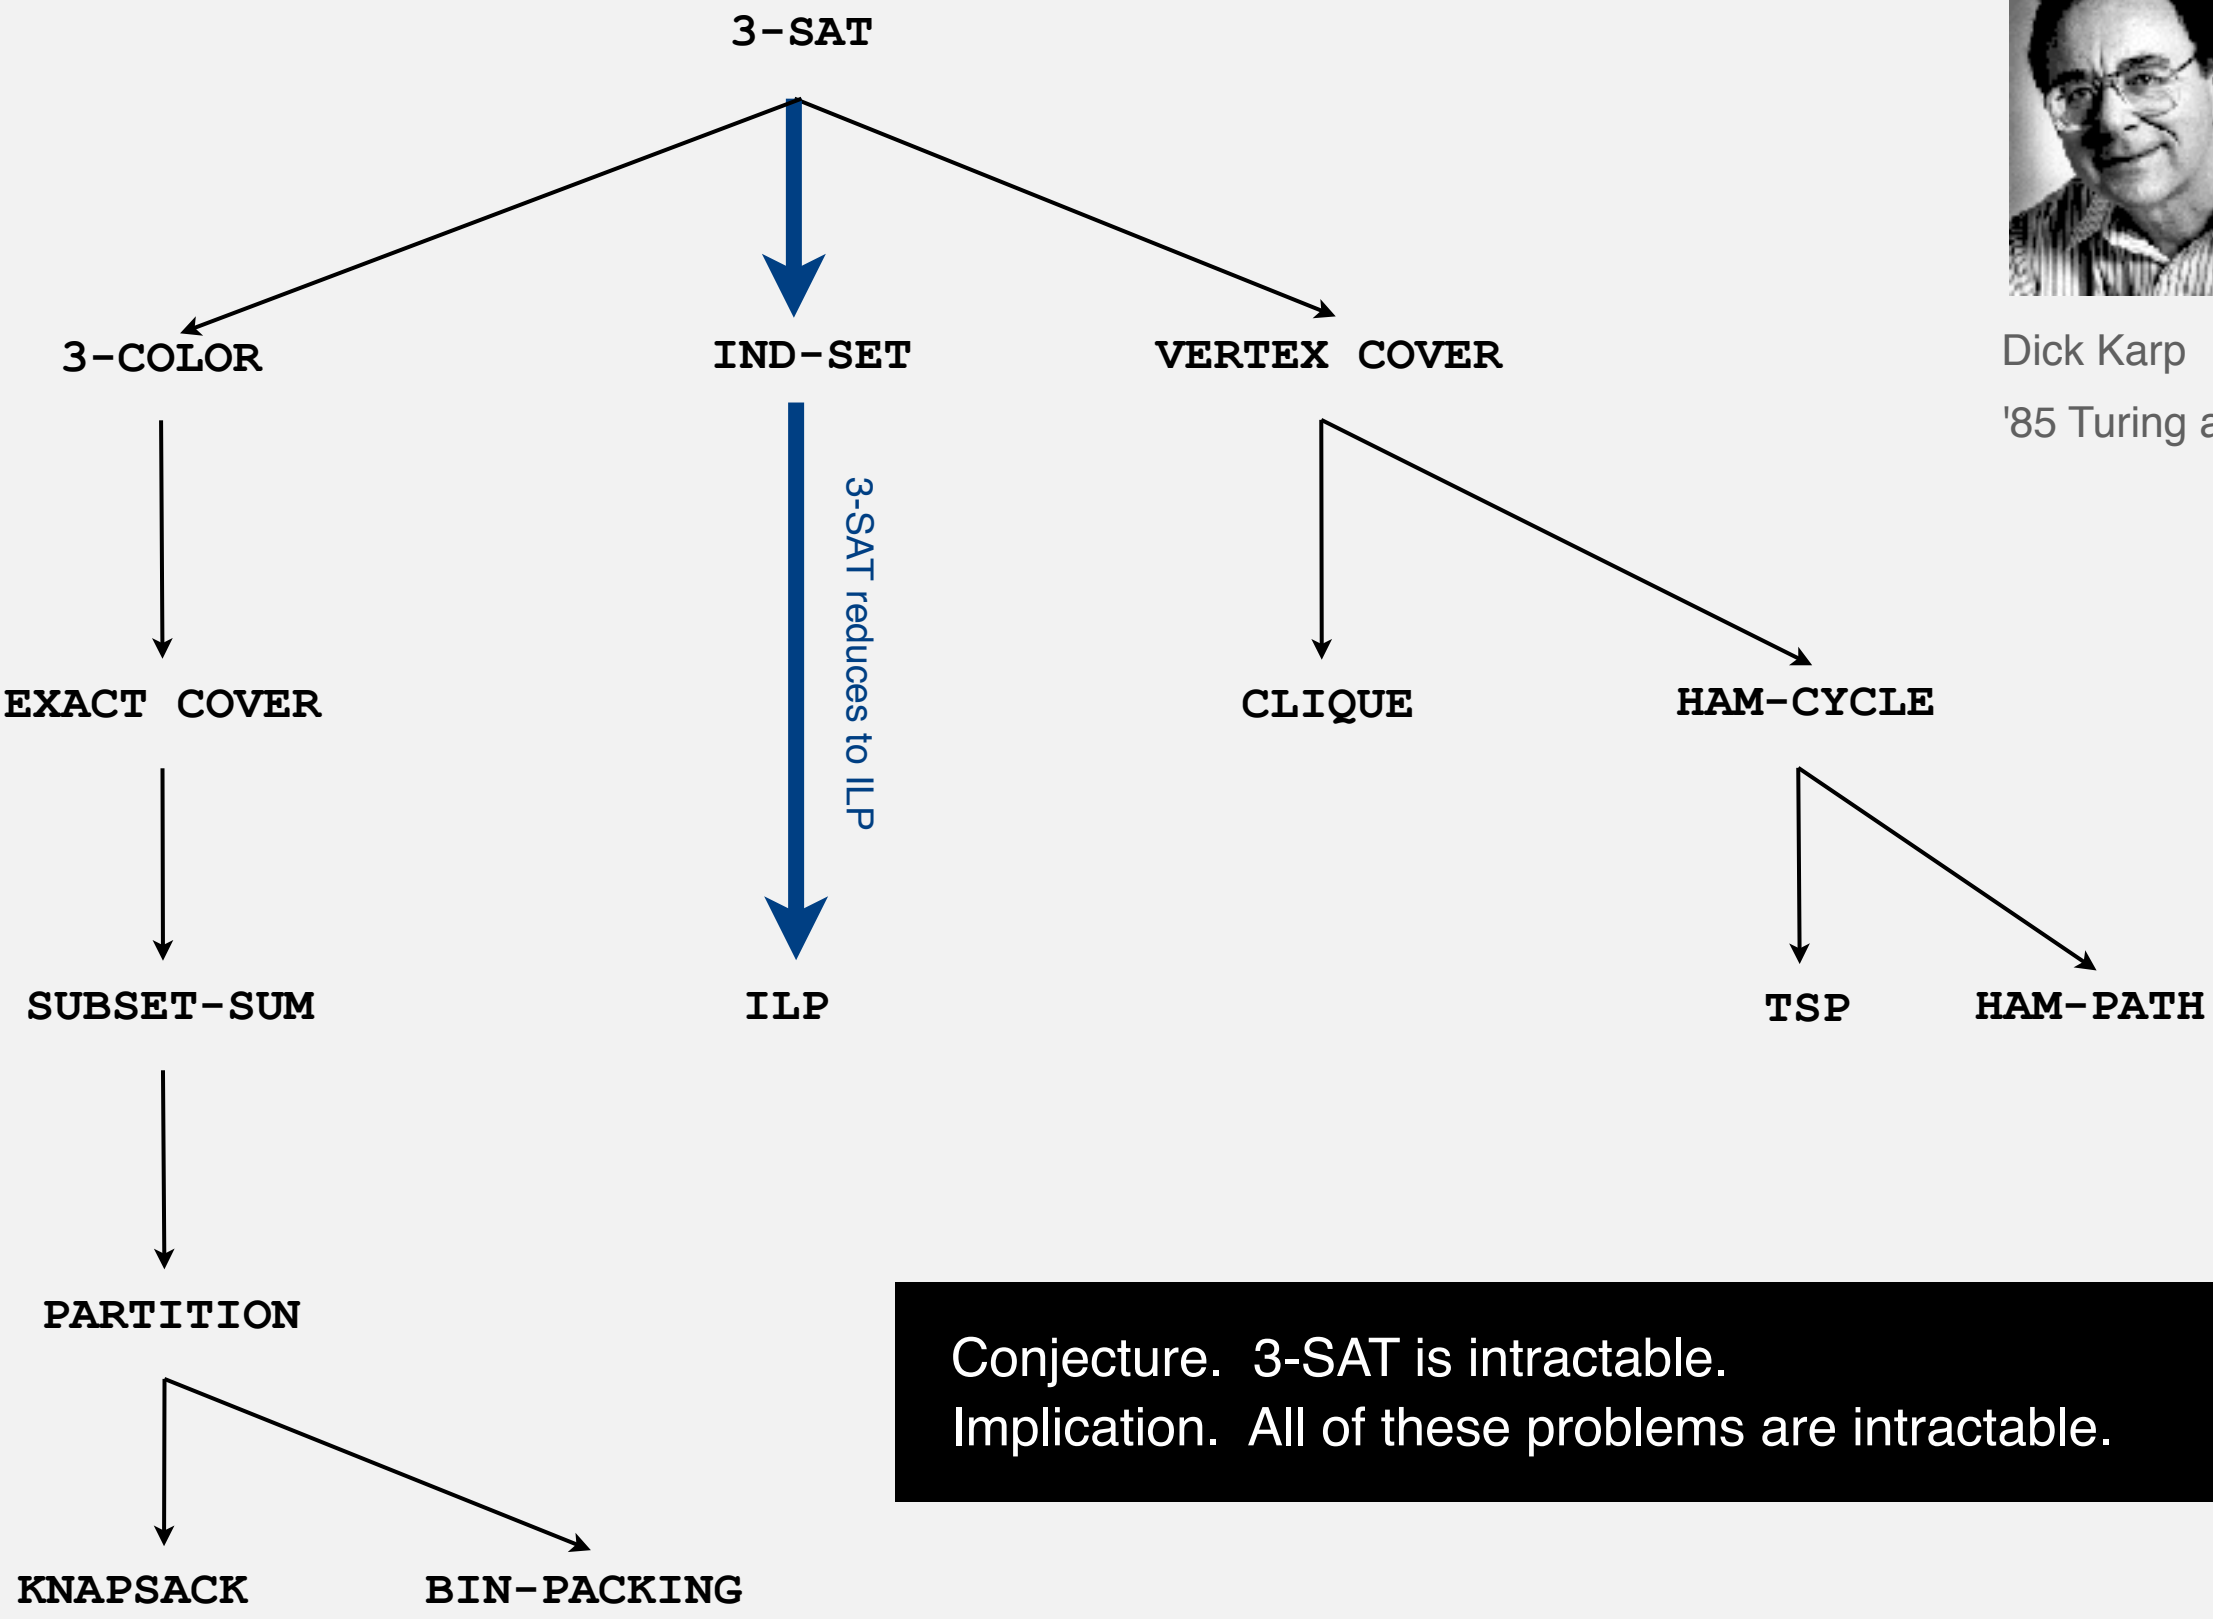 3-SAT
3-COLOR
IND-SET
VERTEX COVER
Dick Karp
'85 Turing a
3-SAT reduces to ILP
EXACT COVER
CLIQUE
HAM-CYCLE
SUBSET-SUM
ILP
TSP
HAM-PATH
PARTITION
Conjecture. 3-SAT is intractable.
Implication. All of these problems are intractable.
KNAPSACK
BIN-PACKING